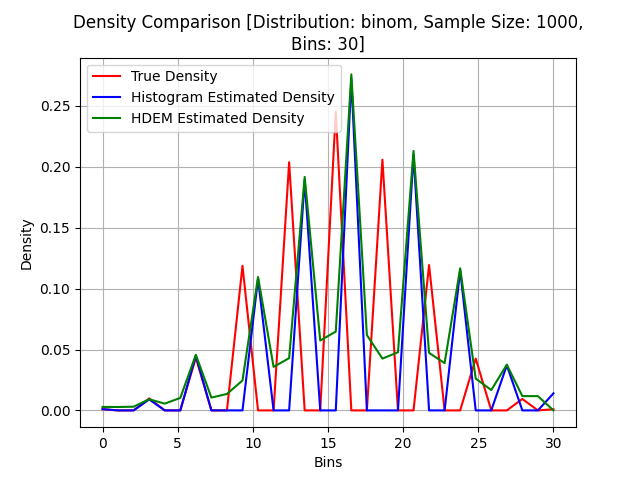 Density Comparison [Distribution: binom, Sample Size: 1000,
Bins: 30]
True Density
Histogram Estimated Density
HDEM Estimated Density
Density
0.25
0.20
0.15
0.10
0.05
0.00
0 5 10 15 20 25 30
Bins